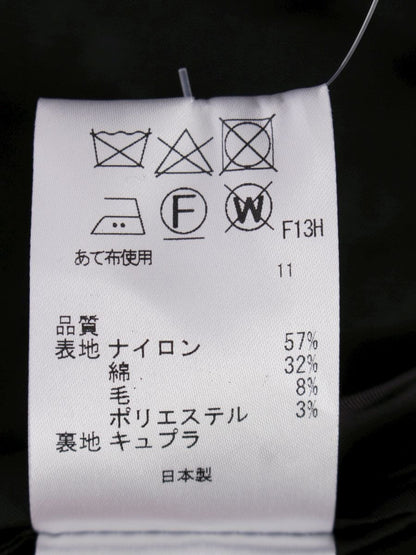 F W F13H
あて布使用
11
品質
表地 ナイロン 57%
綿 32%
毛 8%
ポリエステル 3%
裏地 キュプラ
日本製